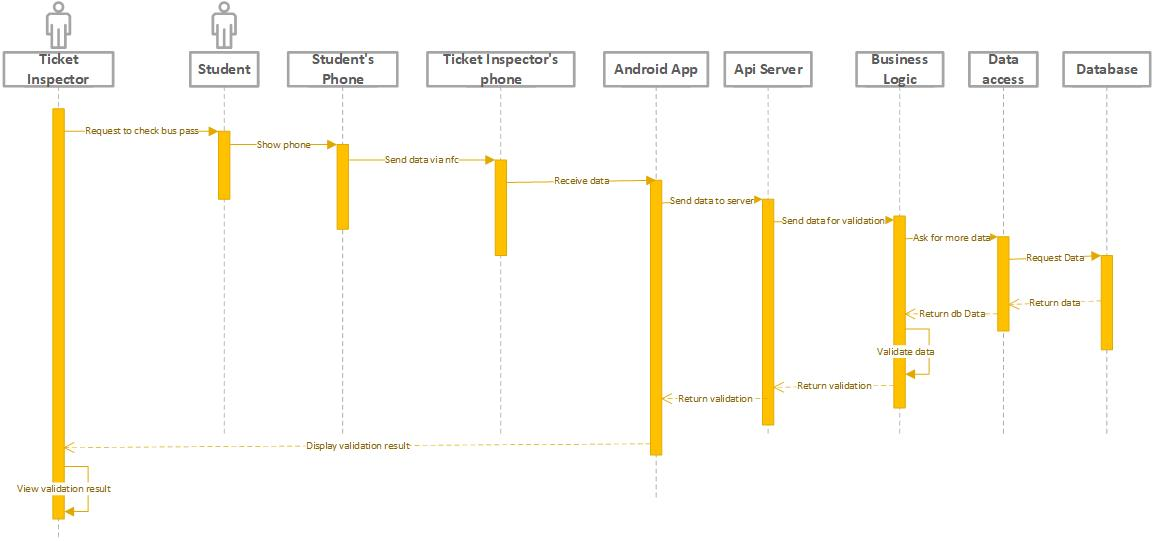 Ticket
Inspector
Student
Student's
Phone
Ticket Inspector's
phone
Android App
Api Server
Business
Logic
Data
access
Database
Request to check bus pass
Show phone
Send data via nfc
Receive data
Send data to server
Send data for validation
Ask for more data
Request Data
Return data
Return db Data
Validate data
Return validation
Return validation
Display validation result
View validation result